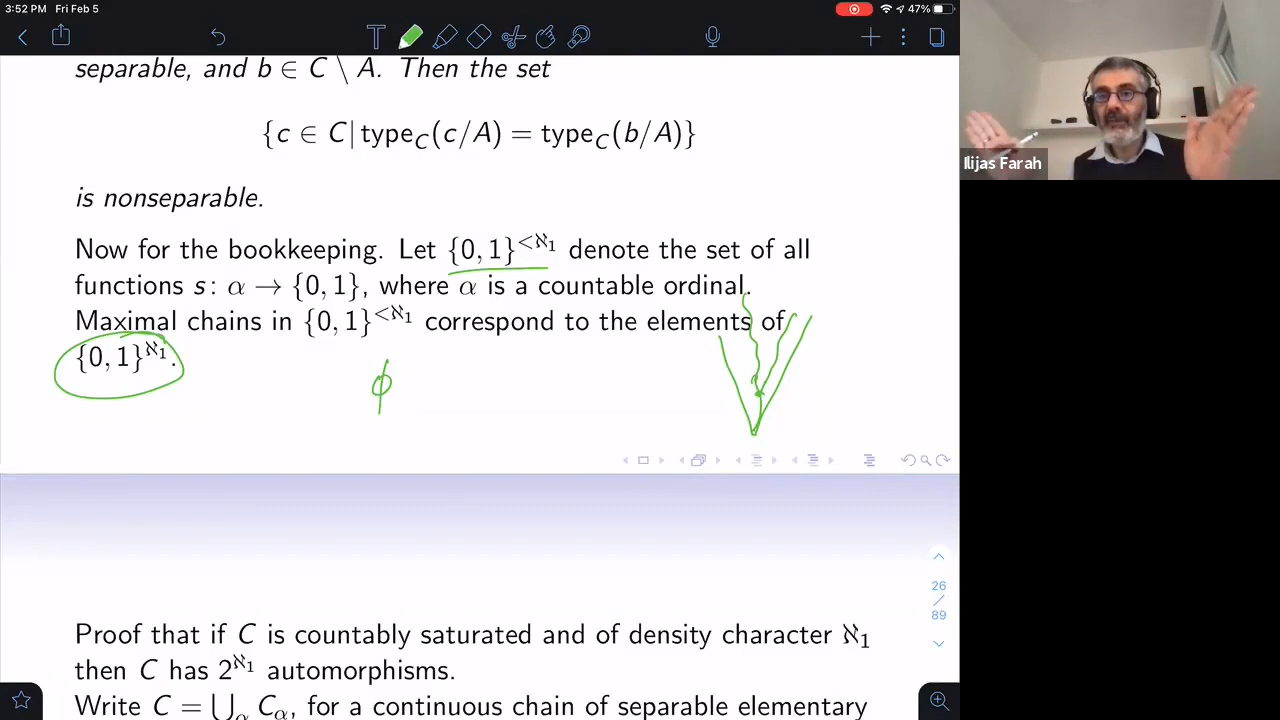 3:52 PM Fri Feb 5
47%
separable, and b ∈ C \ A. Then the set
{c ∈ C | type_C(c/A) = type_C(b/A)}
is nonseparable.
Now for the bookkeeping. Let {0, 1}^{<ℵ₁} denote the set of all
functions s: α → {0, 1}, where α is a countable ordinal.
Maximal chains in {0, 1}^{<ℵ₁} correspond to the elements of
{0, 1}^{ℵ₁}.
ϕ
26
/
89
Proof that if C is countably saturated and of density character ℵ₁
then C has 2^{ℵ₁} automorphisms.
Write C = ⋃_α C_α, for a continuous chain of separable elementary
Ilijas Farah